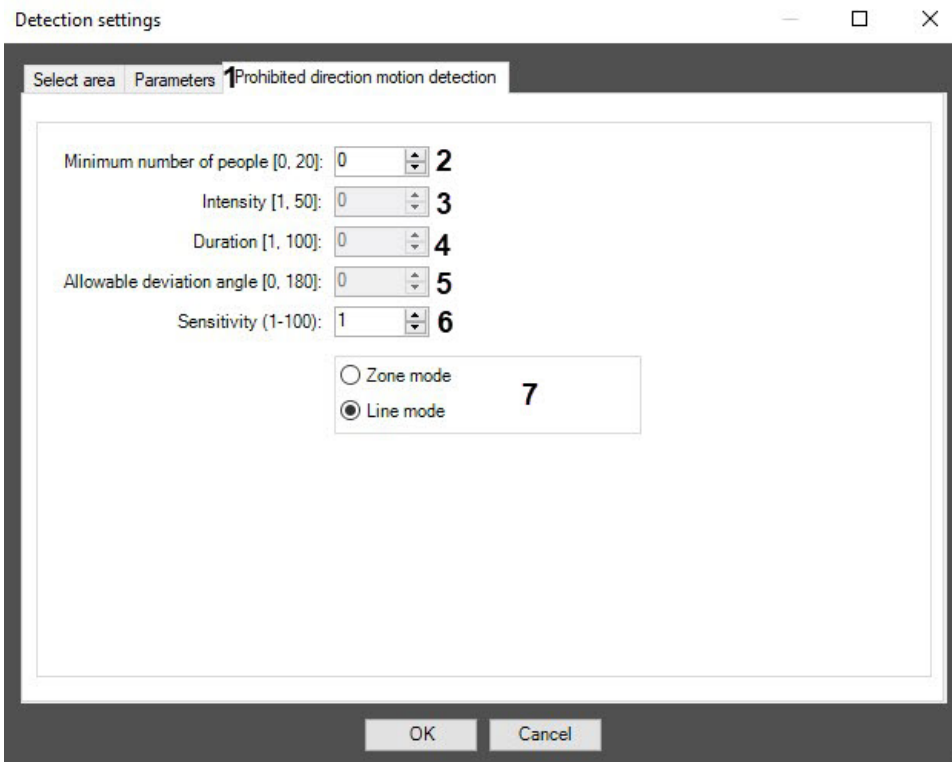 Detection settings
Select area Parameters 1 Prohibited direction motion detection
Minimum number of people [0, 20]: 0 2
Intensity [1, 50]: 0 3
Duration [1, 100]: 0 4
Allowable deviation angle [0, 180]: 0 5
Sensitivity (1-100): 1 6
Zone mode
7
Line mode
OK Cancel